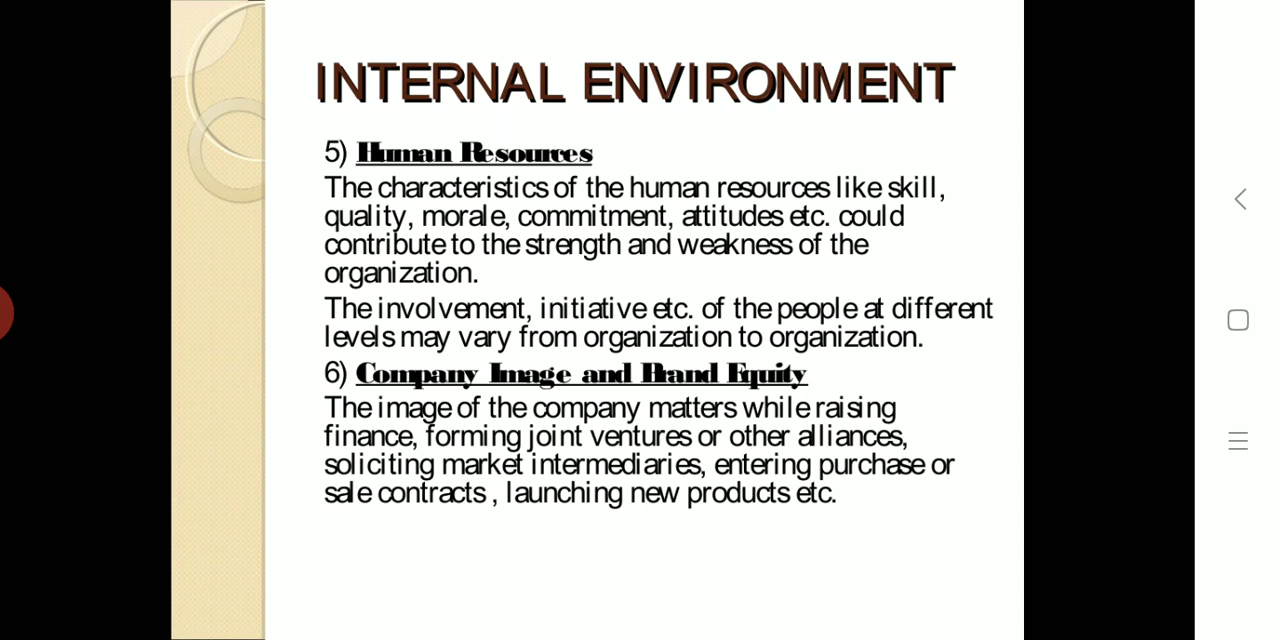 INTERNAL ENVIRONMENT
5) Human Resources
The characteristics of the human resources like skill,
quality, morale, commitment, attitudes etc. could
contribute to the strength and weakness of the
organization.
The involvement, initiative etc. of the people at different
levels may vary from organization to organization.
6) Company Image and Brand Equity
The image of the company matters while raising
finance, forming joint ventures or other alliances,
soliciting market intermediaries, entering purchase or
sale contracts , launching new products etc.